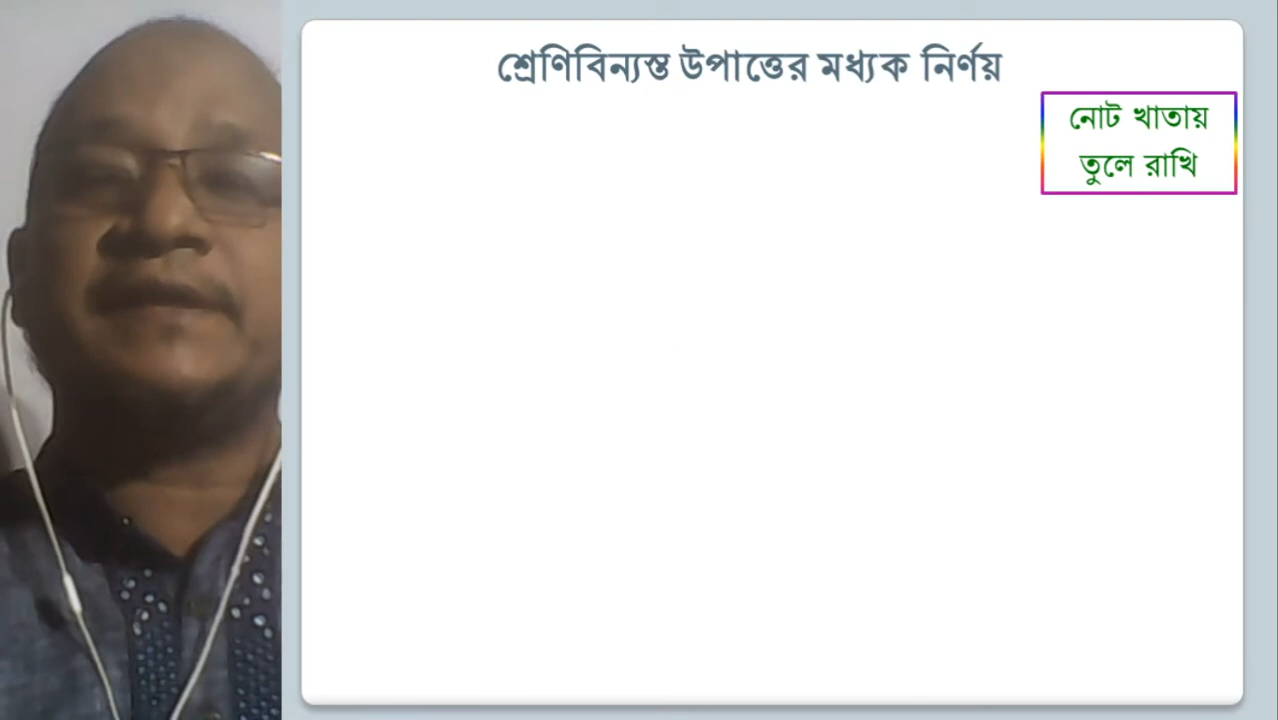 শ্রেণিবিন্যস্ত উপাত্তের মধ্যক নির্ণয়
নোট খাতায়
তুলে রাখি